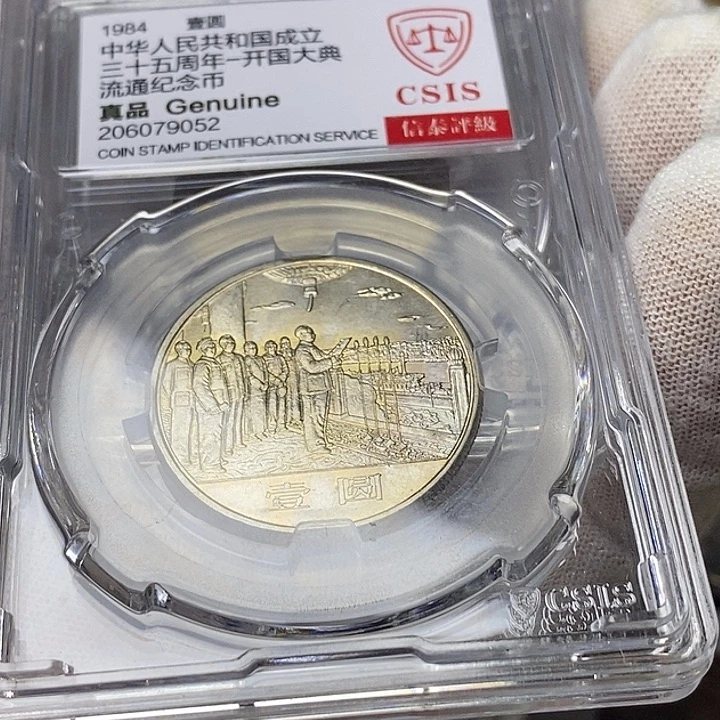 1984 壹圆
中华人民共和国成立
三十五周年-开国大典
流通纪念币
真品 Genuine
206079052
COIN STAMP IDENTIFICATION SERVICE
CSIS
信泰評級
壹圓
CSIS